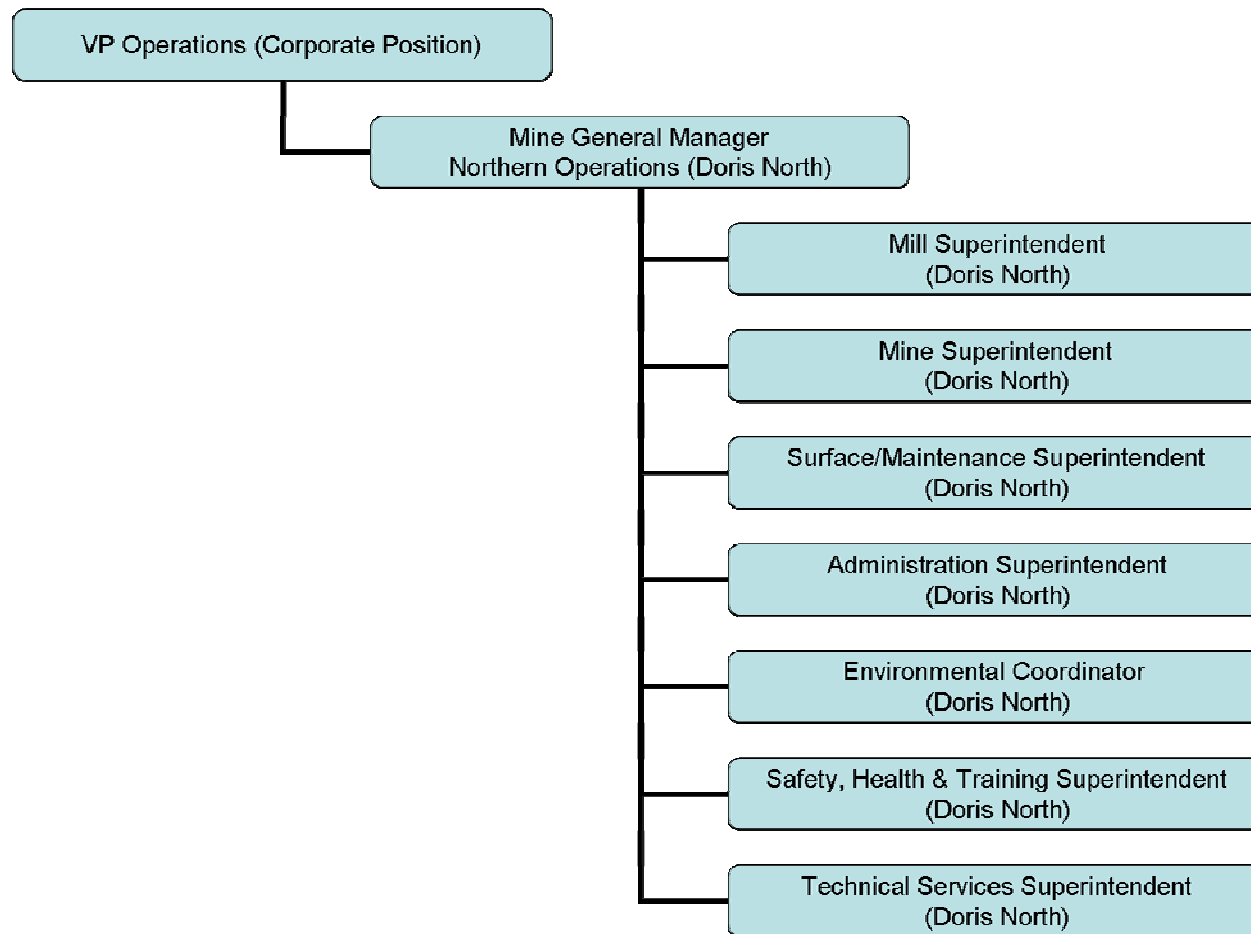 VP Operations (Corporate Position)
Mine General Manager
Northern Operations (Doris North)
Mill Superintendent
(Doris North)
Mine Superintendent
(Doris North)
Surface/Maintenance Superintendent
(Doris North)
Administration Superintendent
(Doris North)
Environmental Coordinator
(Doris North)
Safety, Health & Training Superintendent
(Doris North)
Technical Services Superintendent
(Doris North)